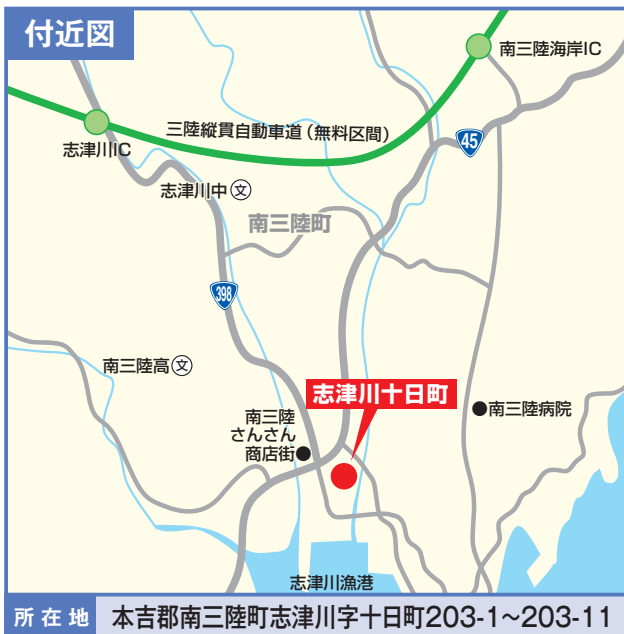 付近図
南三陸海岸IC
三陸縦貫自動車道(無料区間)
45
志津川IC
志津川中文
南三陸町
398
南三陸高文
志津川十日町
南三陸
さんさん
商店街
南三陸病院
志津川漁港
所在地 本吉郡南三陸町志津川字十日町203-1~203-11